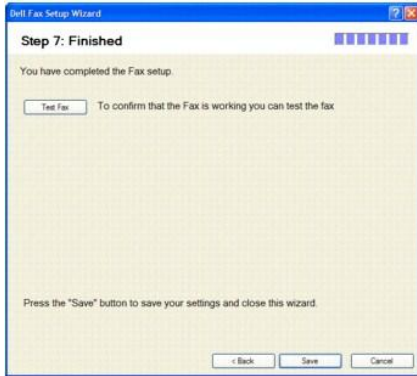 Dell Fax Setup Wizard
Step 7: Finished
You have completed the Fax setup.
Test Fax
To confirm that the Fax is working you can test the fax
Press the "Save" button to save your settings and close this wizard.
< Back
Save
Cancel